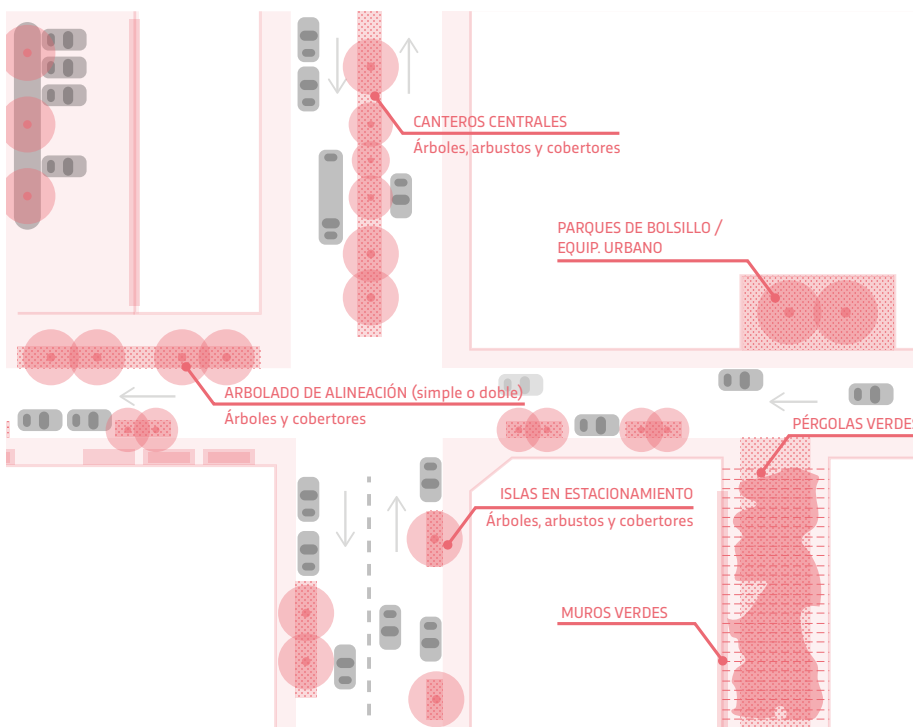 CANTEROS CENTRALES
Árboles, arbustos y cobertores
PARQUES DE BOLSILLO /
EQUIP. URBANO
ARBOLADO DE ALINEACIÓN (simple o doble)
Árboles y cobertores
PÉRGOLAS VERDES
ISLAS EN ESTACIONAMIENTO
Árboles, arbustos y cobertores
MUROS VERDES